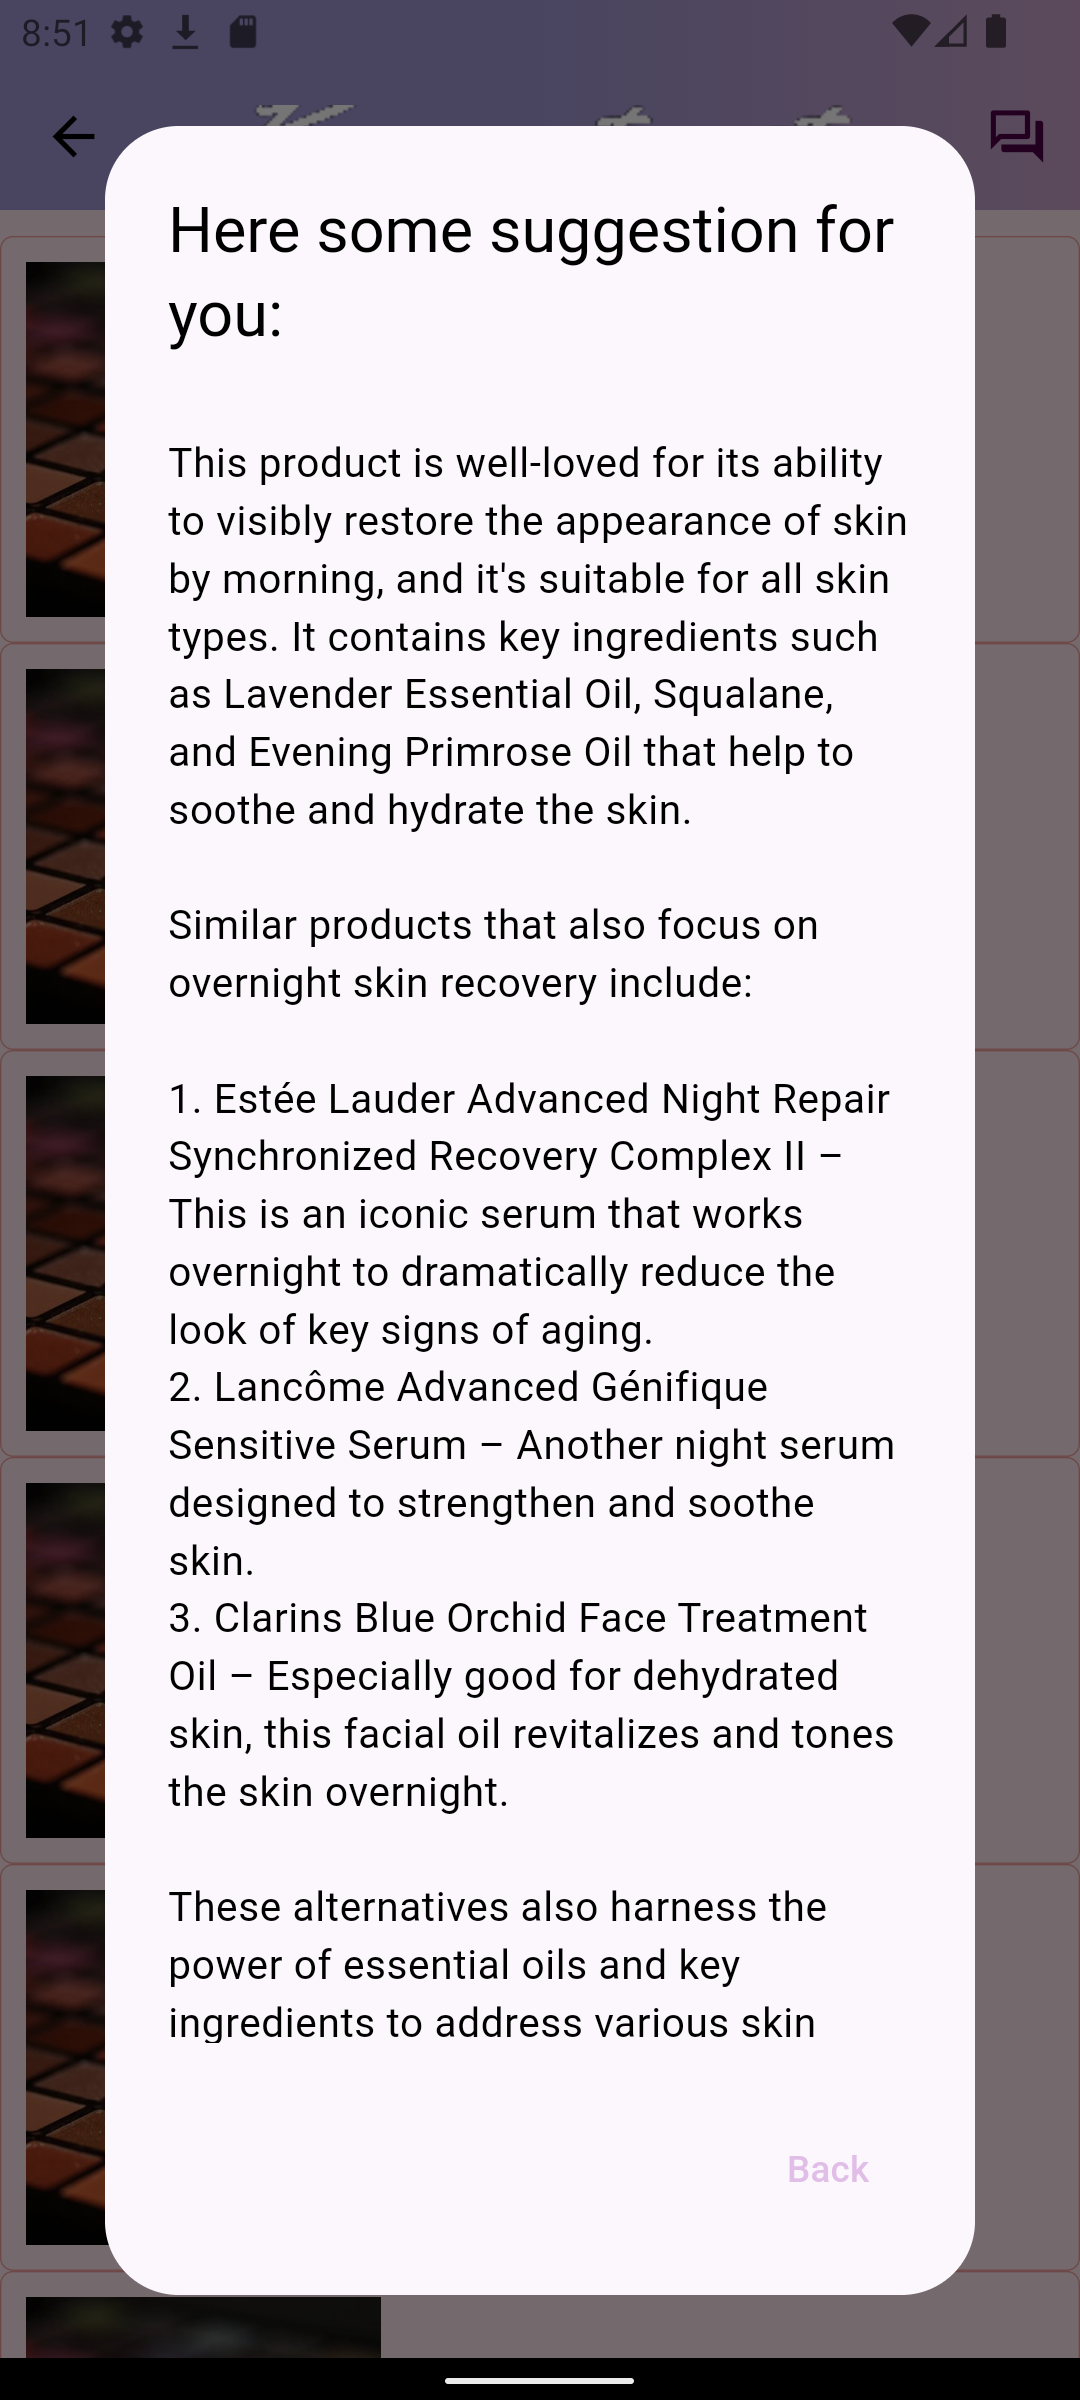 8:51
Here some suggestion for
you:
This product is well-loved for its ability
to visibly restore the appearance of skin
by morning, and it's suitable for all skin
types. It contains key ingredients such
as Lavender Essential Oil, Squalane,
and Evening Primrose Oil that help to
soothe and hydrate the skin.
Similar products that also focus on
overnight skin recovery include:
1. Estée Lauder Advanced Night Repair
Synchronized Recovery Complex II –
This is an iconic serum that works
overnight to dramatically reduce the
look of key signs of aging.
2. Lancôme Advanced Génifique
Sensitive Serum – Another night serum
designed to strengthen and soothe
skin.
3. Clarins Blue Orchid Face Treatment
Oil – Especially good for dehydrated
skin, this facial oil revitalizes and tones
the skin overnight.
These alternatives also harness the
power of essential oils and key
ingredients to address various skin
Back